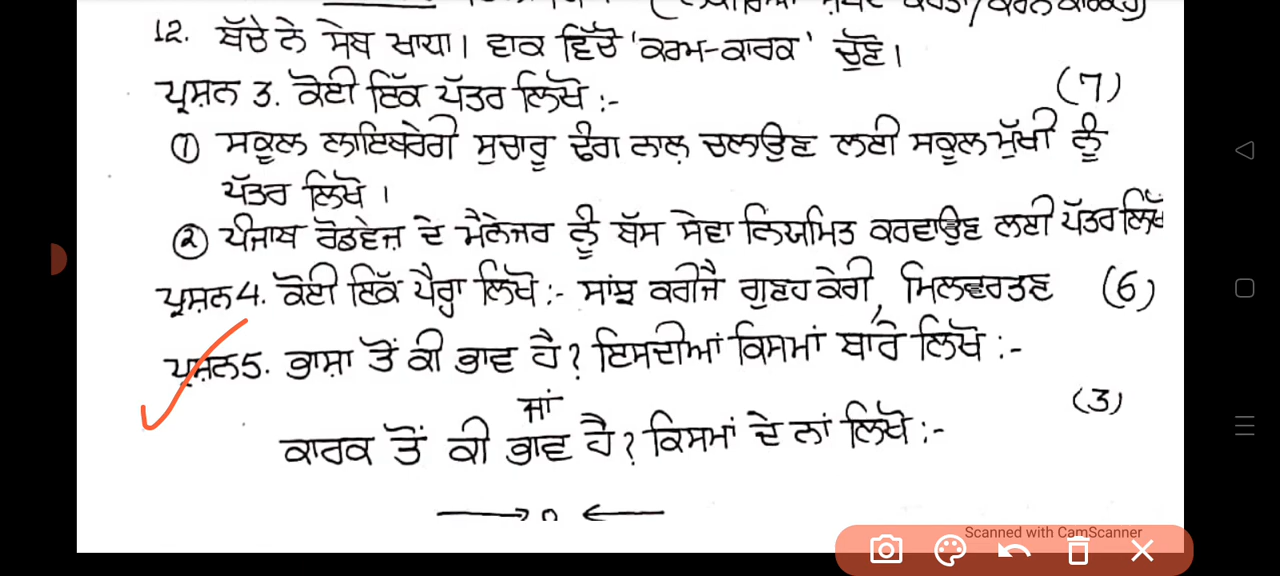 12. ਬੱਚੇ ਨੇ ਸੇਬ ਖਾਧਾ। ਵਾਕ ਵਿੱਚੋਂ 'ਕਰਮ-ਕਾਰਕ' ਚੁਣੋ।
ਪ੍ਰਸ਼ਨ 3. ਕੋਈ ਇੱਕ ਪੱਤਰ ਲਿਖੋ :- (7)
① ਸਕੂਲ ਲਾਇਬਰੇਰੀ ਸੁਚਾਰੂ ਢੰਗ ਨਾਲ਼ ਚਲਾਉਣ ਲਈ ਸਕੂਲ ਮੁੱਖੀ ਨੂੰ
ਪੱਤਰ ਲਿਖੋ।
② ਪੰਜਾਬ ਰੋਡਵੇਜ਼ ਦੇ ਮੈਨੇਜਰ ਨੂੰ ਬੱਸ ਸੇਵਾ ਨਿਯਮਿਤ ਕਰਵਾਉਣ ਲਈ ਪੱਤਰ
ਪ੍ਰਸ਼ਨ 4. ਕੋਈ ਇੱਕ ਪੈਰ੍ਹਾ ਲਿਖੋ :- ਸਾਂਝ ਕਰੀਜੈ ਗੁਣਹ ਕੇਰੀ, ਮਿਲਵਰਤਣ (6)
ਪ੍ਰਸ਼ਨ 5. ਭਾਸ਼ਾ ਤੋਂ ਕੀ ਭਾਵ ਹੈ? ਇਸਦੀਆਂ ਕਿਸਮਾਂ ਬਾਰੇ ਲਿਖੋ :-
ਜਾਂ (3)
ਕਾਰਕ ਤੋਂ ਕੀ ਭਾਵ ਹੈ? ਕਿਸਮਾਂ ਦੇ ਨਾਂ ਲਿਖੋ :-
Scanned with CamScanner